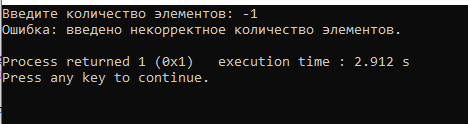 Введите количество элементов: -1
Ошибка: введено некорректное количество элементов.
Process returned 1 (0x1)   execution time : 2.912 s
Press any key to continue.